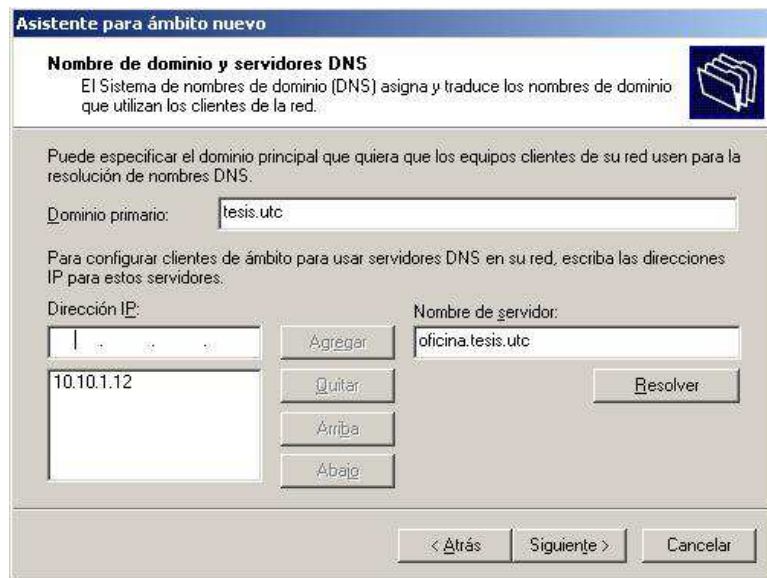 Asistente para ámbito nuevo
Nombre de dominio y servidores DNS
El Sistema de nombres de dominio (DNS) asigna y traduce los nombres de dominio
que utilizan los clientes de la red.
Puede especificar el dominio principal que quiera que los equipos clientes de su red usen para la
resolución de nombres DNS.
Dominio primario: tesis.utc
Para configurar clientes de ámbito para usar servidores DNS en su red, escriba las direcciones
IP para estos servidores.
Dirección IP: Nombre de servidor:
. . . Agregar oficina.tesis.utc
10.10.1.12 Quitar Resolver
Arriba
Abajo
< Atrás Siguiente > Cancelar